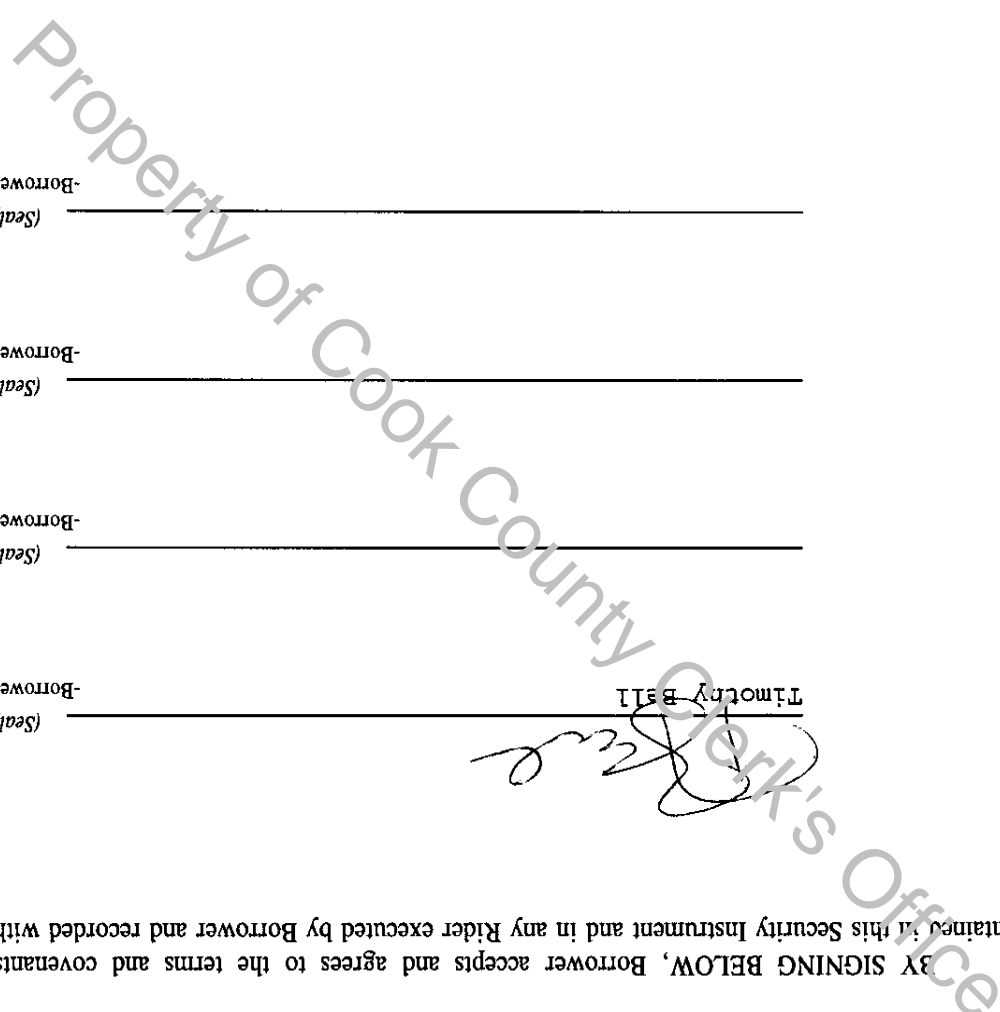 BY SIGNING BELOW, Borrower accepts and agrees to the terms and covenants
ntained in this Security Instrument and in any Rider executed by Borrower and recorded with
(Seal
Timothy Bell
-Borrowe
(Seal
-Borrowe
(Seal
-Borrowe
(Seal
-Borrowe
Property of Cook County Clerk's Office